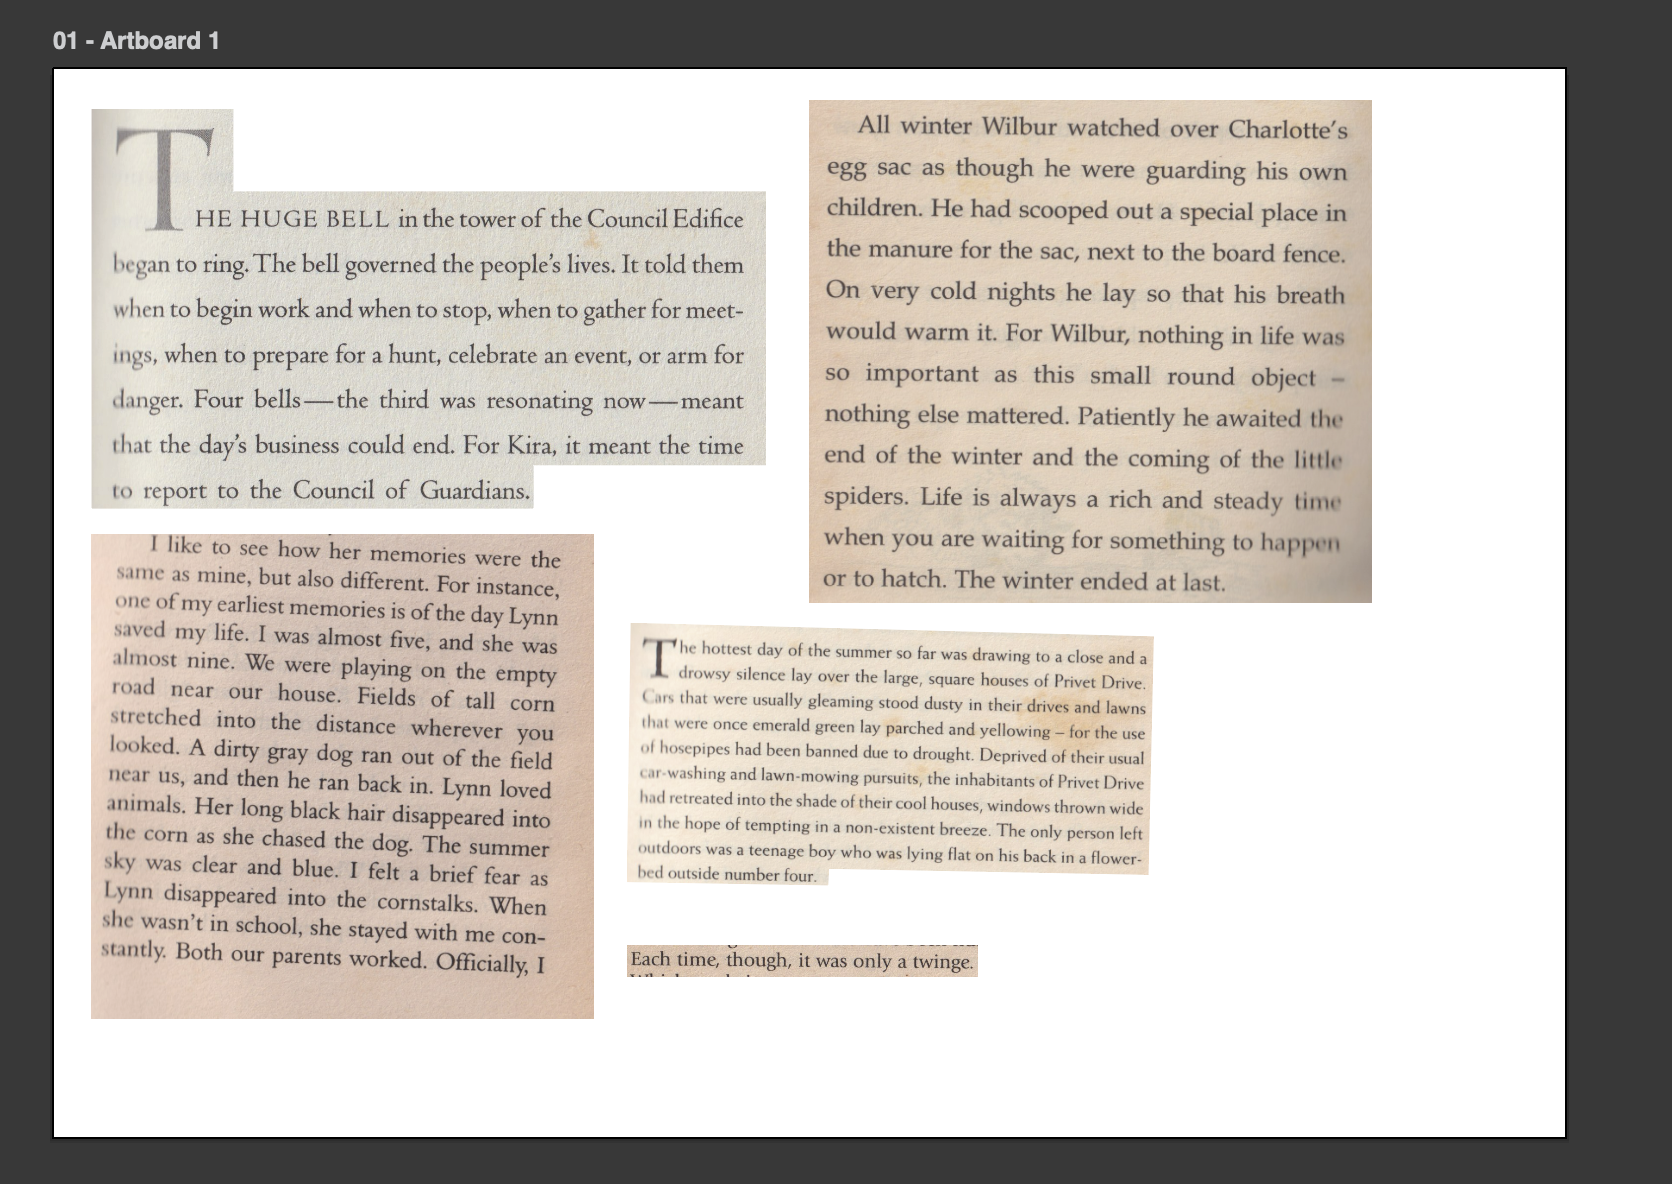 01 - Artboard 1
THE HUGE BELL in the tower of the Council Edifice
began to ring. The bell governed the people's lives. It told them
when to begin work and when to stop, when to gather for meet-
ings, when to prepare for a hunt, celebrate an event, or arm for
danger. Four bells—the third was resonating now—meant
that the day's business could end. For Kira, it meant the time
to report to the Council of Guardians.
All winter Wilbur watched over Charlotte's
egg sac as though he were guarding his own
children. He had scooped out a special place in
the manure for the sac, next to the board fence.
On very cold nights he lay so that his breath
would warm it. For Wilbur, nothing in life was
so important as this small round object –
nothing else mattered. Patiently he awaited the
end of the winter and the coming of the little
spiders. Life is always a rich and steady time
when you are waiting for something to happen
or to hatch. The winter ended at last.
I like to see how her memories were the
same as mine, but also different. For instance,
one of my earliest memories is of the day Lynn
saved my life. I was almost five, and she was
almost nine. We were playing on the empty
road near our house. Fields of tall corn
stretched into the distance wherever you
looked. A dirty gray dog ran out of the field
near us, and then he ran back in. Lynn loved
animals. Her long black hair disappeared into
the corn as she chased the dog. The summer
sky was clear and blue. I felt a brief fear as
Lynn disappeared into the cornstalks. When
she wasn't in school, she stayed with me con-
stantly. Both our parents worked. Officially, I
The hottest day of the summer so far was drawing to a close and a
drowsy silence lay over the large, square houses of Privet Drive.
Cars that were usually gleaming stood dusty in their drives and lawns
that were once emerald green lay parched and yellowing – for the use
of hosepipes had been banned due to drought. Deprived of their usual
car-washing and lawn-mowing pursuits, the inhabitants of Privet Drive
had retreated into the shade of their cool houses, windows thrown wide
in the hope of tempting in a non-existent breeze. The only person left
outdoors was a teenage boy who was lying flat on his back in a flower-
bed outside number four.
Each time, though, it was only a twinge.